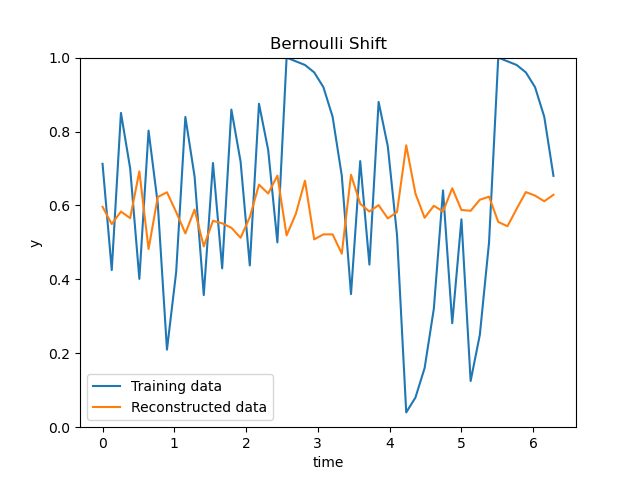 Bernoulli Shift
1.0
0.8
0.6
0.4
0.2
0.0
y
Training data
Reconstructed data
0 1 2 3 4 5 6
time